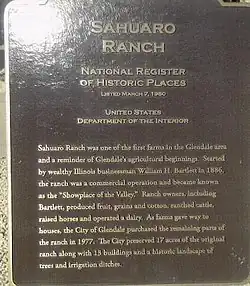 SAHUARO
RANCH
NATIONAL REGISTER
OF HISTORIC PLACES
LISTED MARCH 7, 1980
UNITED STATES
DEPARTMENT OF THE INTERIOR
Sahuaro Ranch was one of the first farms in the Glendale area
and a reminder of Glendale's agricultural beginnings. Started
by wealthy Illinois businessman William H. Bartlett in 1886,
the ranch was a commercial operation and became known
as the "Showplace of the Valley." Ranch owners, including
Bartlett, produced fruit, grains and cotton, ranched cattle,
raised horses and operated a dairy. As farms gave way to
houses, the City of Glendale purchased the remaining parts of
the ranch in 1977. The City preserved 17 acres of the original
ranch along with 13 buildings and a historic landscape of
trees and irrigation ditches.